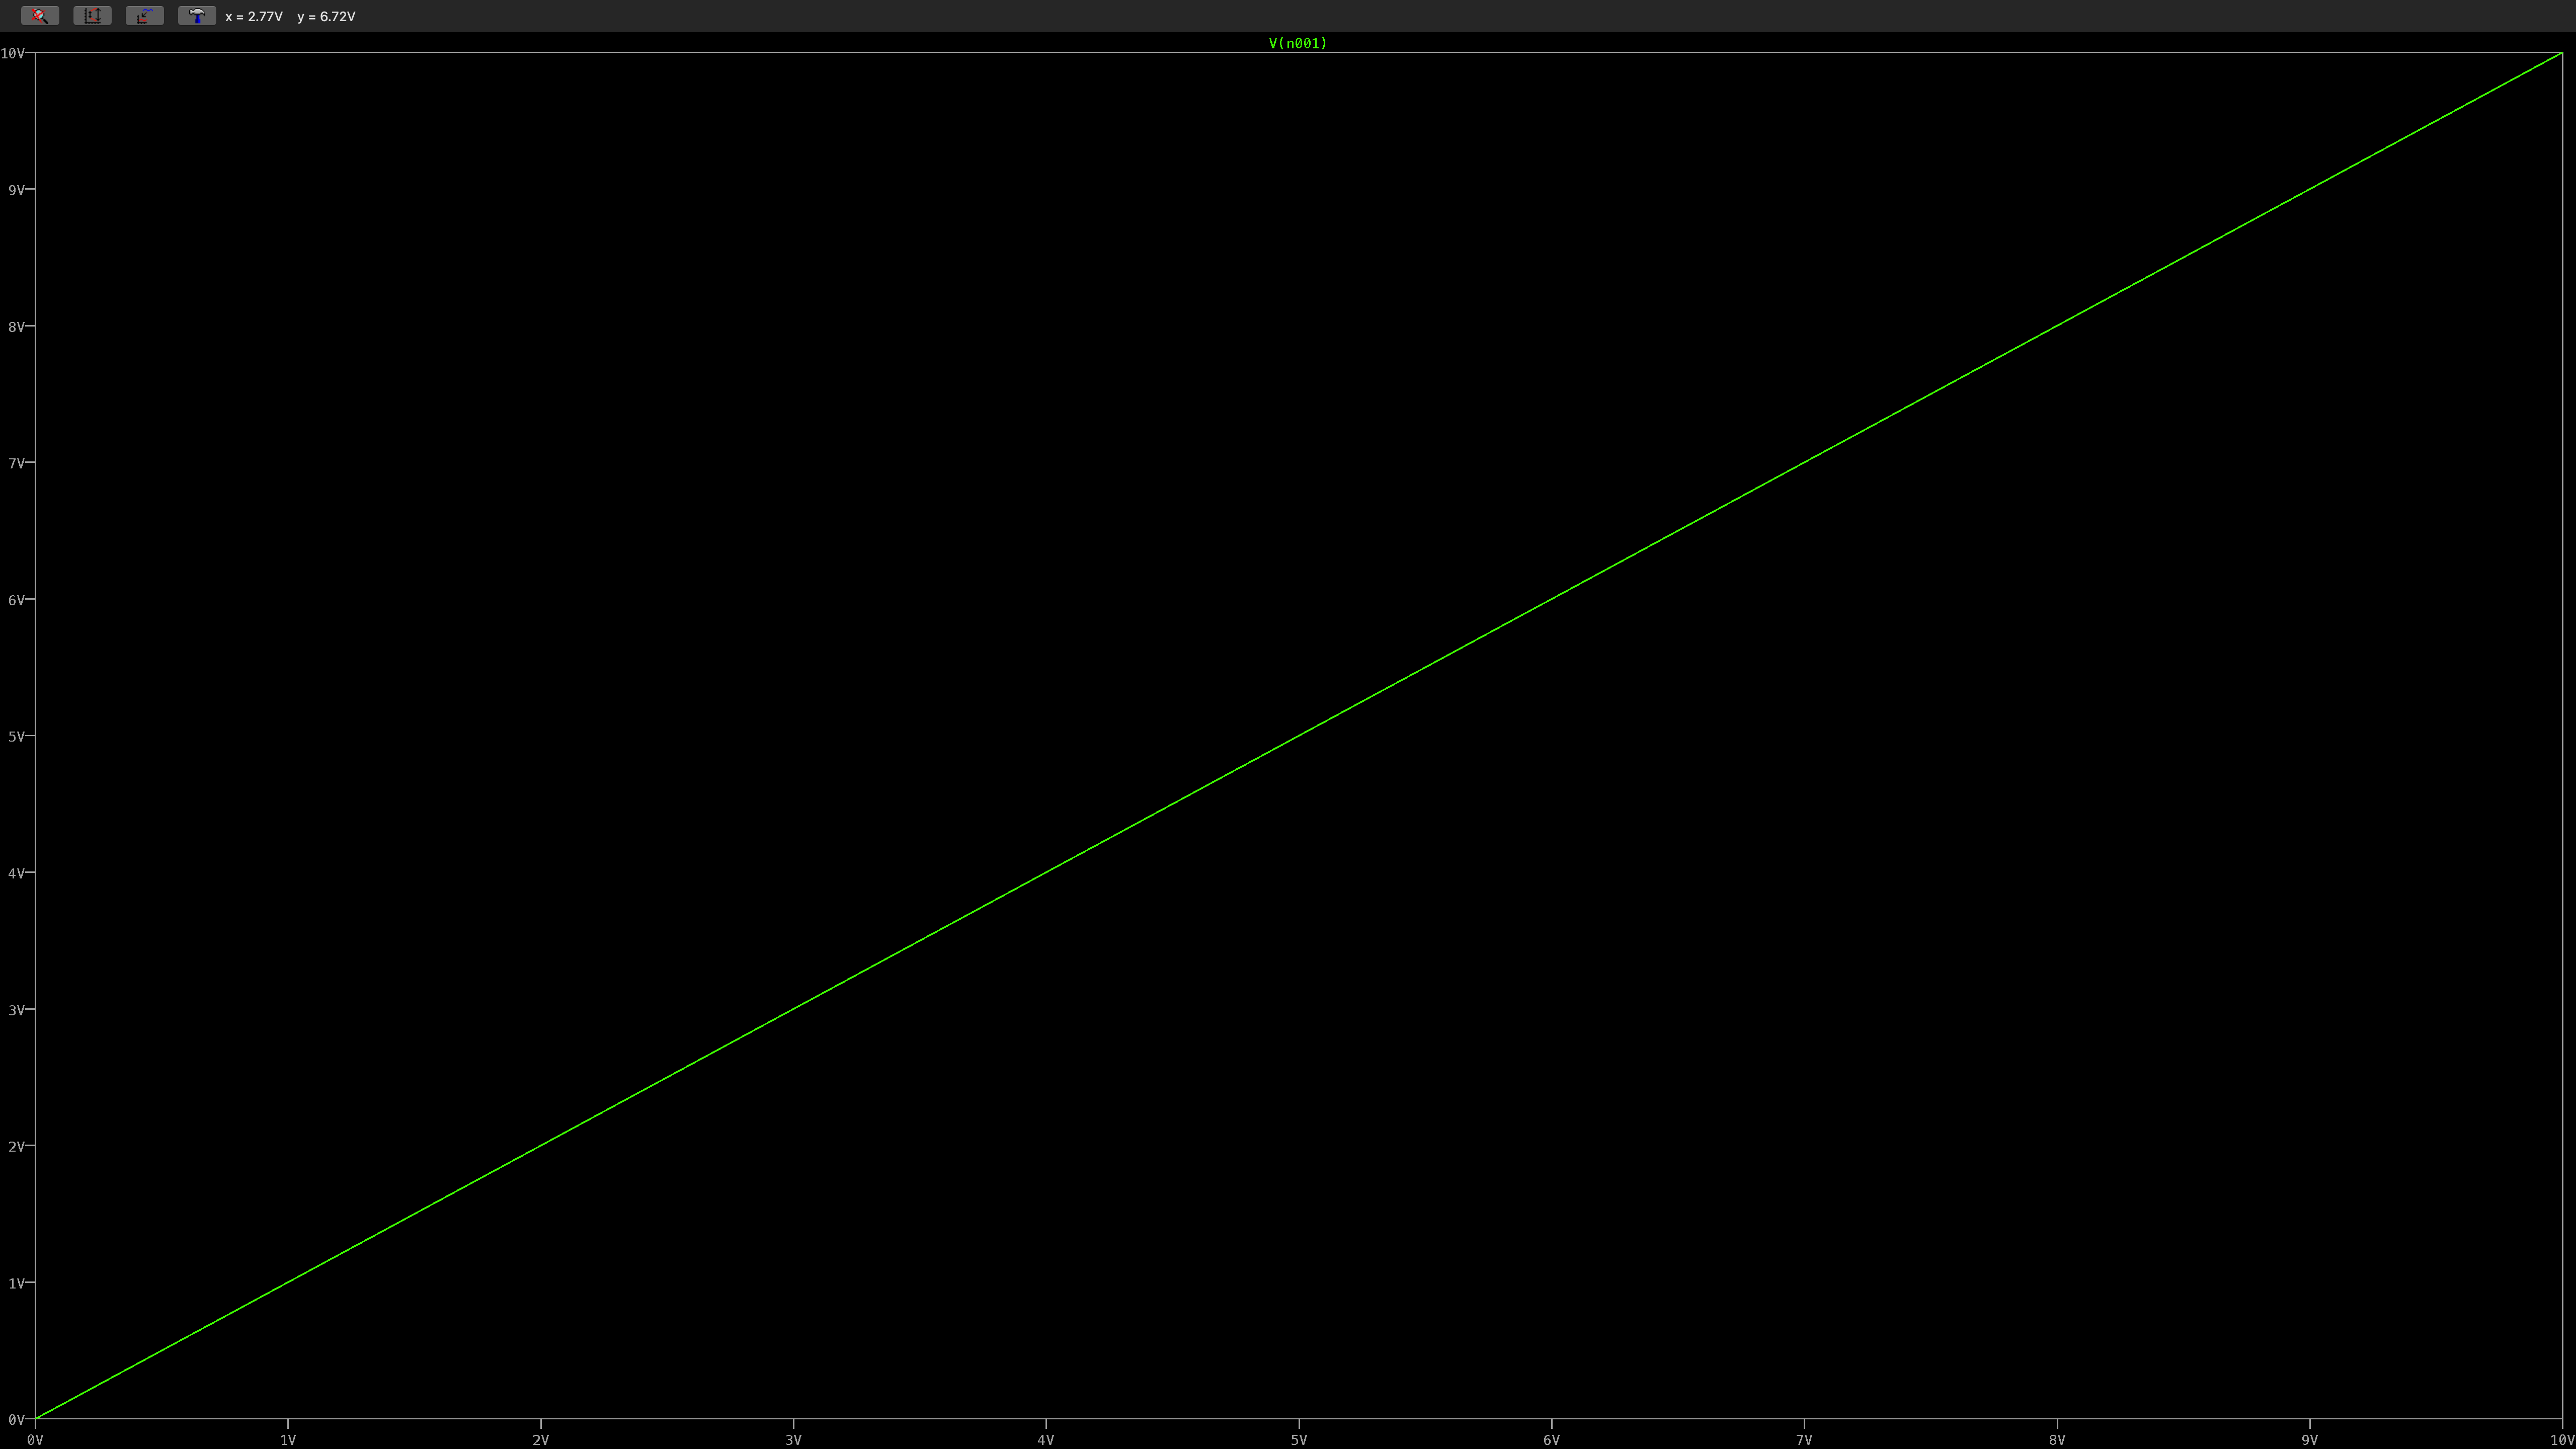 x = 2.77V y = 6.72V
V(n001)
10V
9V
8V
7V
6V
5V
4V
3V
2V
1V
0V
0V 1V 2V 3V 4V 5V 6V 7V 8V 9V 10V